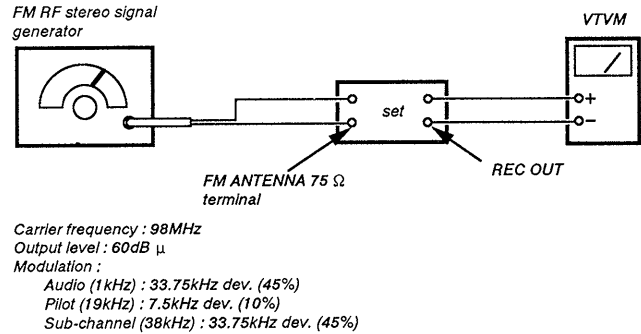 FM RF stereo signal
generator
VTVM
set
+
−
FM ANTENNA 75 Ω
terminal
REC OUT
Carrier frequency : 98MHz
Output level : 60dB μ
Modulation :
Audio (1kHz) : 33.75kHz dev. (45%)
Pilot (19kHz) : 7.5kHz dev. (10%)
Sub-channel (38kHz) : 33.75kHz dev. (45%)